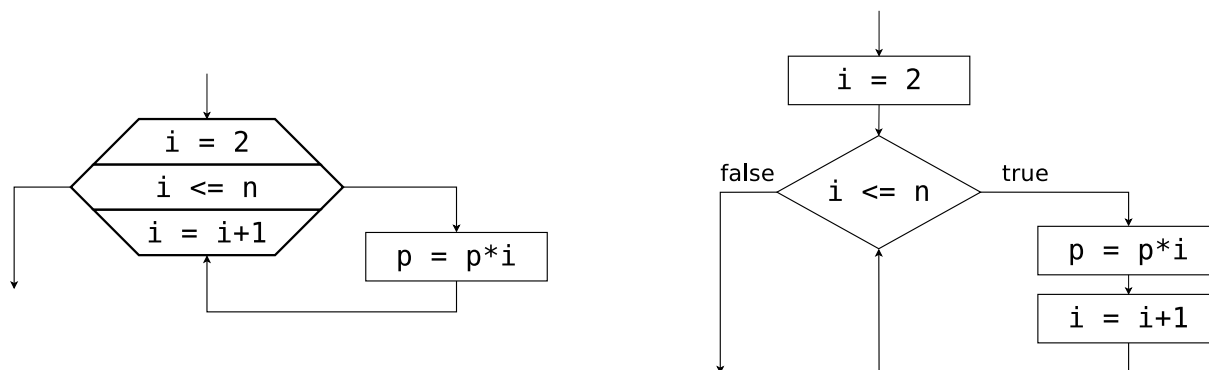 i = 2
i <= n
i = i+1
p = p*i
i = 2
false
i <= n
true
p = p*i
i = i+1